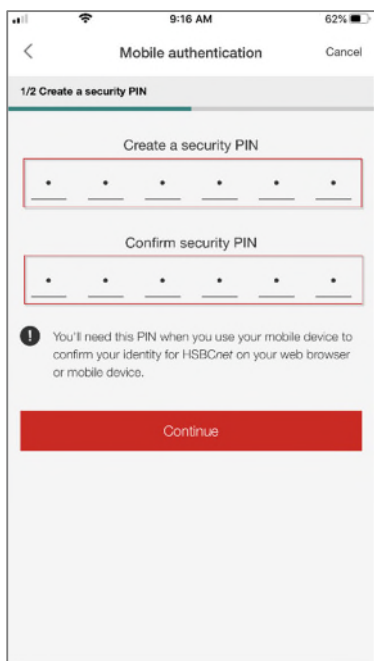 9:16 AM
62%
Mobile authentication
Cancel
1/2 Create a security PIN
Create a security PIN
Confirm security PIN
You'll need this PIN when you use your mobile device to
confirm your identity for HSBCnet on your web browser
or mobile device.
Continue